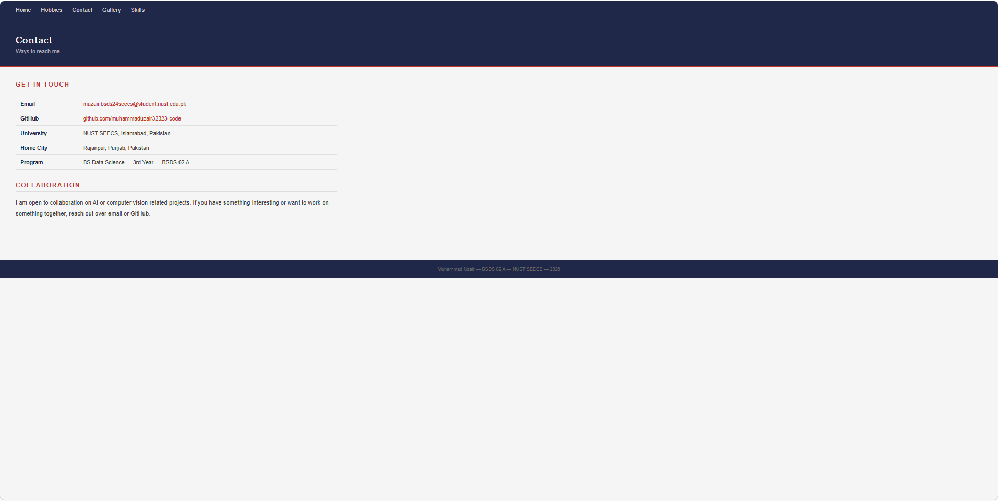 Home Hobbies Contact Gallery Skills
Contact
Ways to reach me
GET IN TOUCH
Email muzair.bsds24seecs@student.nust.edu.pk
GitHub github.com/muhammaduzair32323-code
University NUST SEECS, Islamabad, Pakistan
Home City Rajanpur, Punjab, Pakistan
Program BS Data Science — 3rd Year — BSDS 02 A
COLLABORATION
I am open to collaboration on AI or computer vision related projects. If you have something interesting or want to work on
something together, reach out over email or GitHub.
Muhammad Uzair — BSDS 02 A — NUST SEECS — 2026